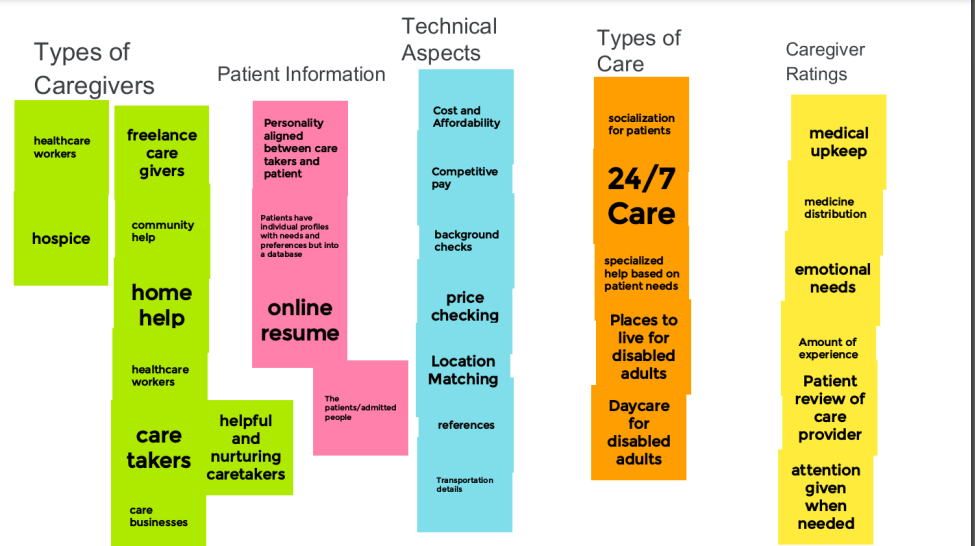 Types of
Caregivers
healthcare
workers
hospice
freelance
care
givers
community
help
home
help
healthcare
workers
care
takers
care
businesses
helpful
and
nurturing
caretakers
Patient Information
Personality
aligned
between care
takers and
patient
Patients have
individual profiles
with needs and
preferences but into
a database
online
resume
The
patients/admitted
people
Technical
Aspects
Cost and
Affordability
Competitive
pay
background
checks
price
checking
Location
Matching
references
Transportation
details
Types of
Care
socialization
for patients
24/7
Care
specialized
help based on
patient needs
Places to
live for
disabled
adults
Daycare
for
disabled
adults
Caregiver
Ratings
medical
upkeep
medicine
distribution
emotional
needs
Amount of
experience
Patient
review of
care
provider
attention
given
when
needed